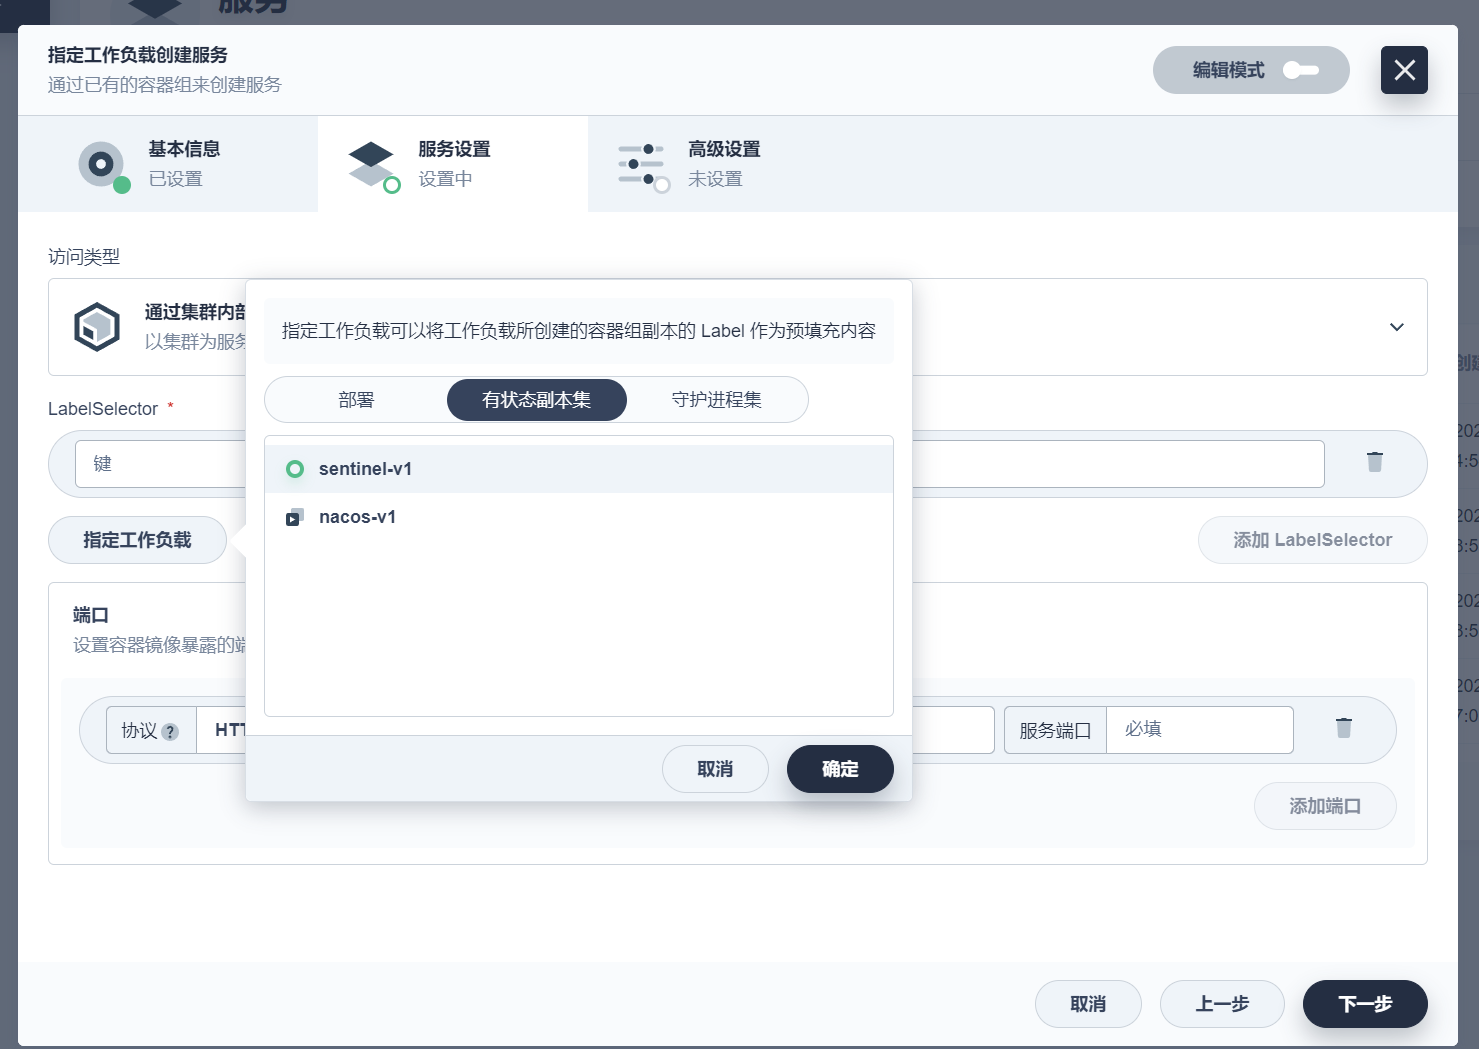 服务
指定工作负载创建服务
通过已有的容器组来创建服务
编辑模式
基本信息
已设置
服务设置
设置中
高级设置
未设置
访问类型
通过集群内部
以集群为服务
指定工作负载可以将工作负载所创建的容器组副本的 Label 作为预填充内容
部署
有状态副本集
守护进程集
LabelSelector *
键
sentinel-v1
nacos-v1
指定工作负载
添加 LabelSelector
端口
设置容器镜像暴露的端
协议 ?
HTT
服务端口
必填
取消
确定
添加端口
取消
上一步
下一步